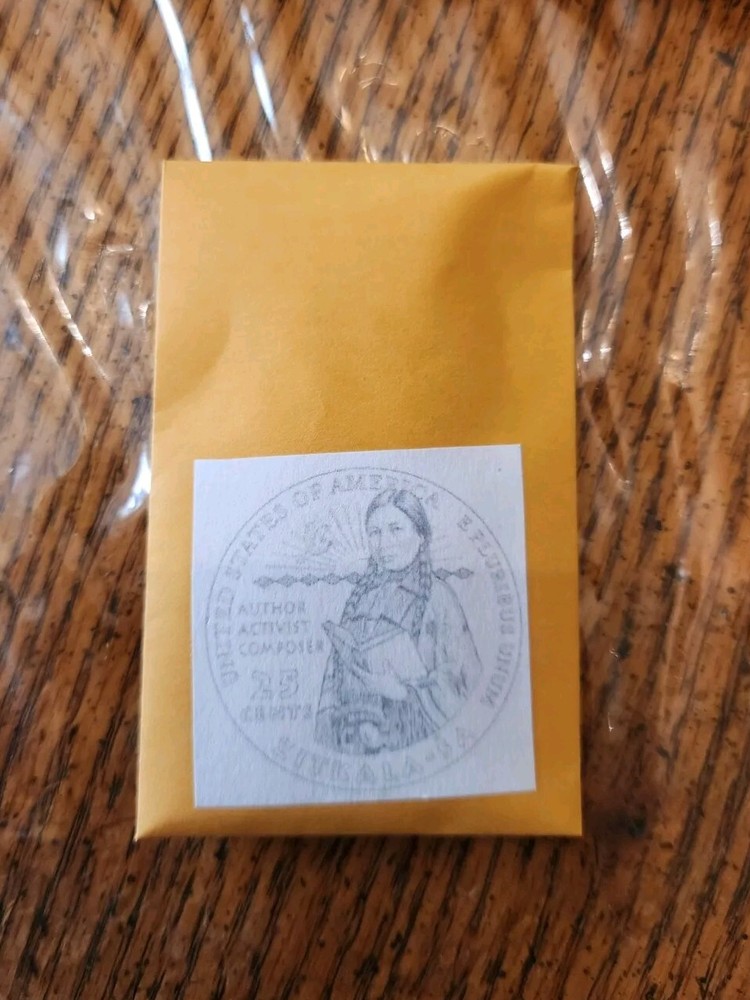 UNITED STATES OF AMERICA
E PLURIBUS UNUM
AUTHOR
ACTIVIST
COMPOSER
25
CENTS
ZITKALA-ŠA